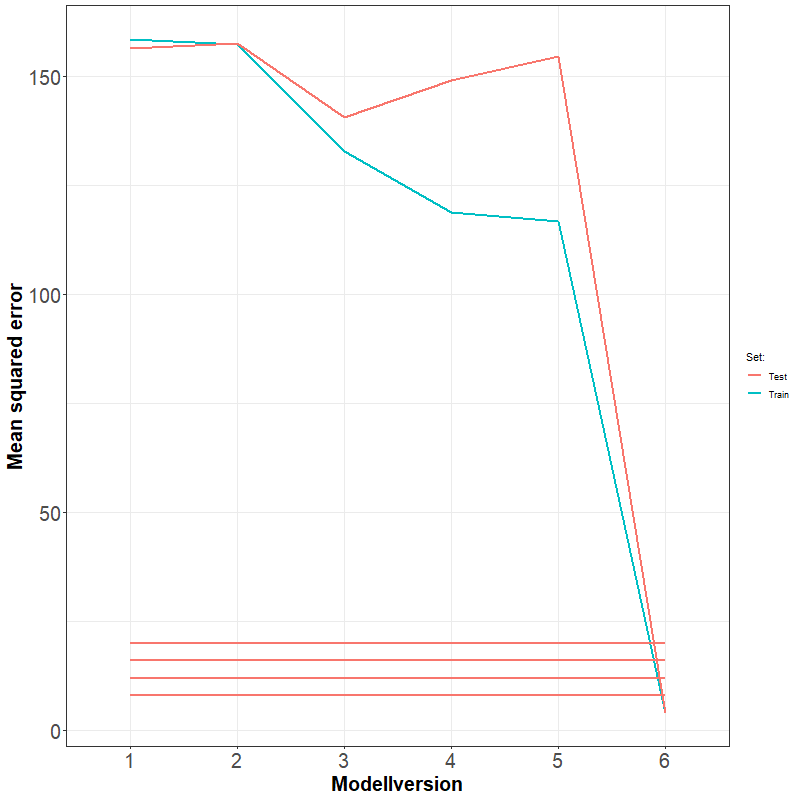 150
100
50
0
Mean squared error
1 2 3 4 5 6
Modellversion
Set:
Test
Train